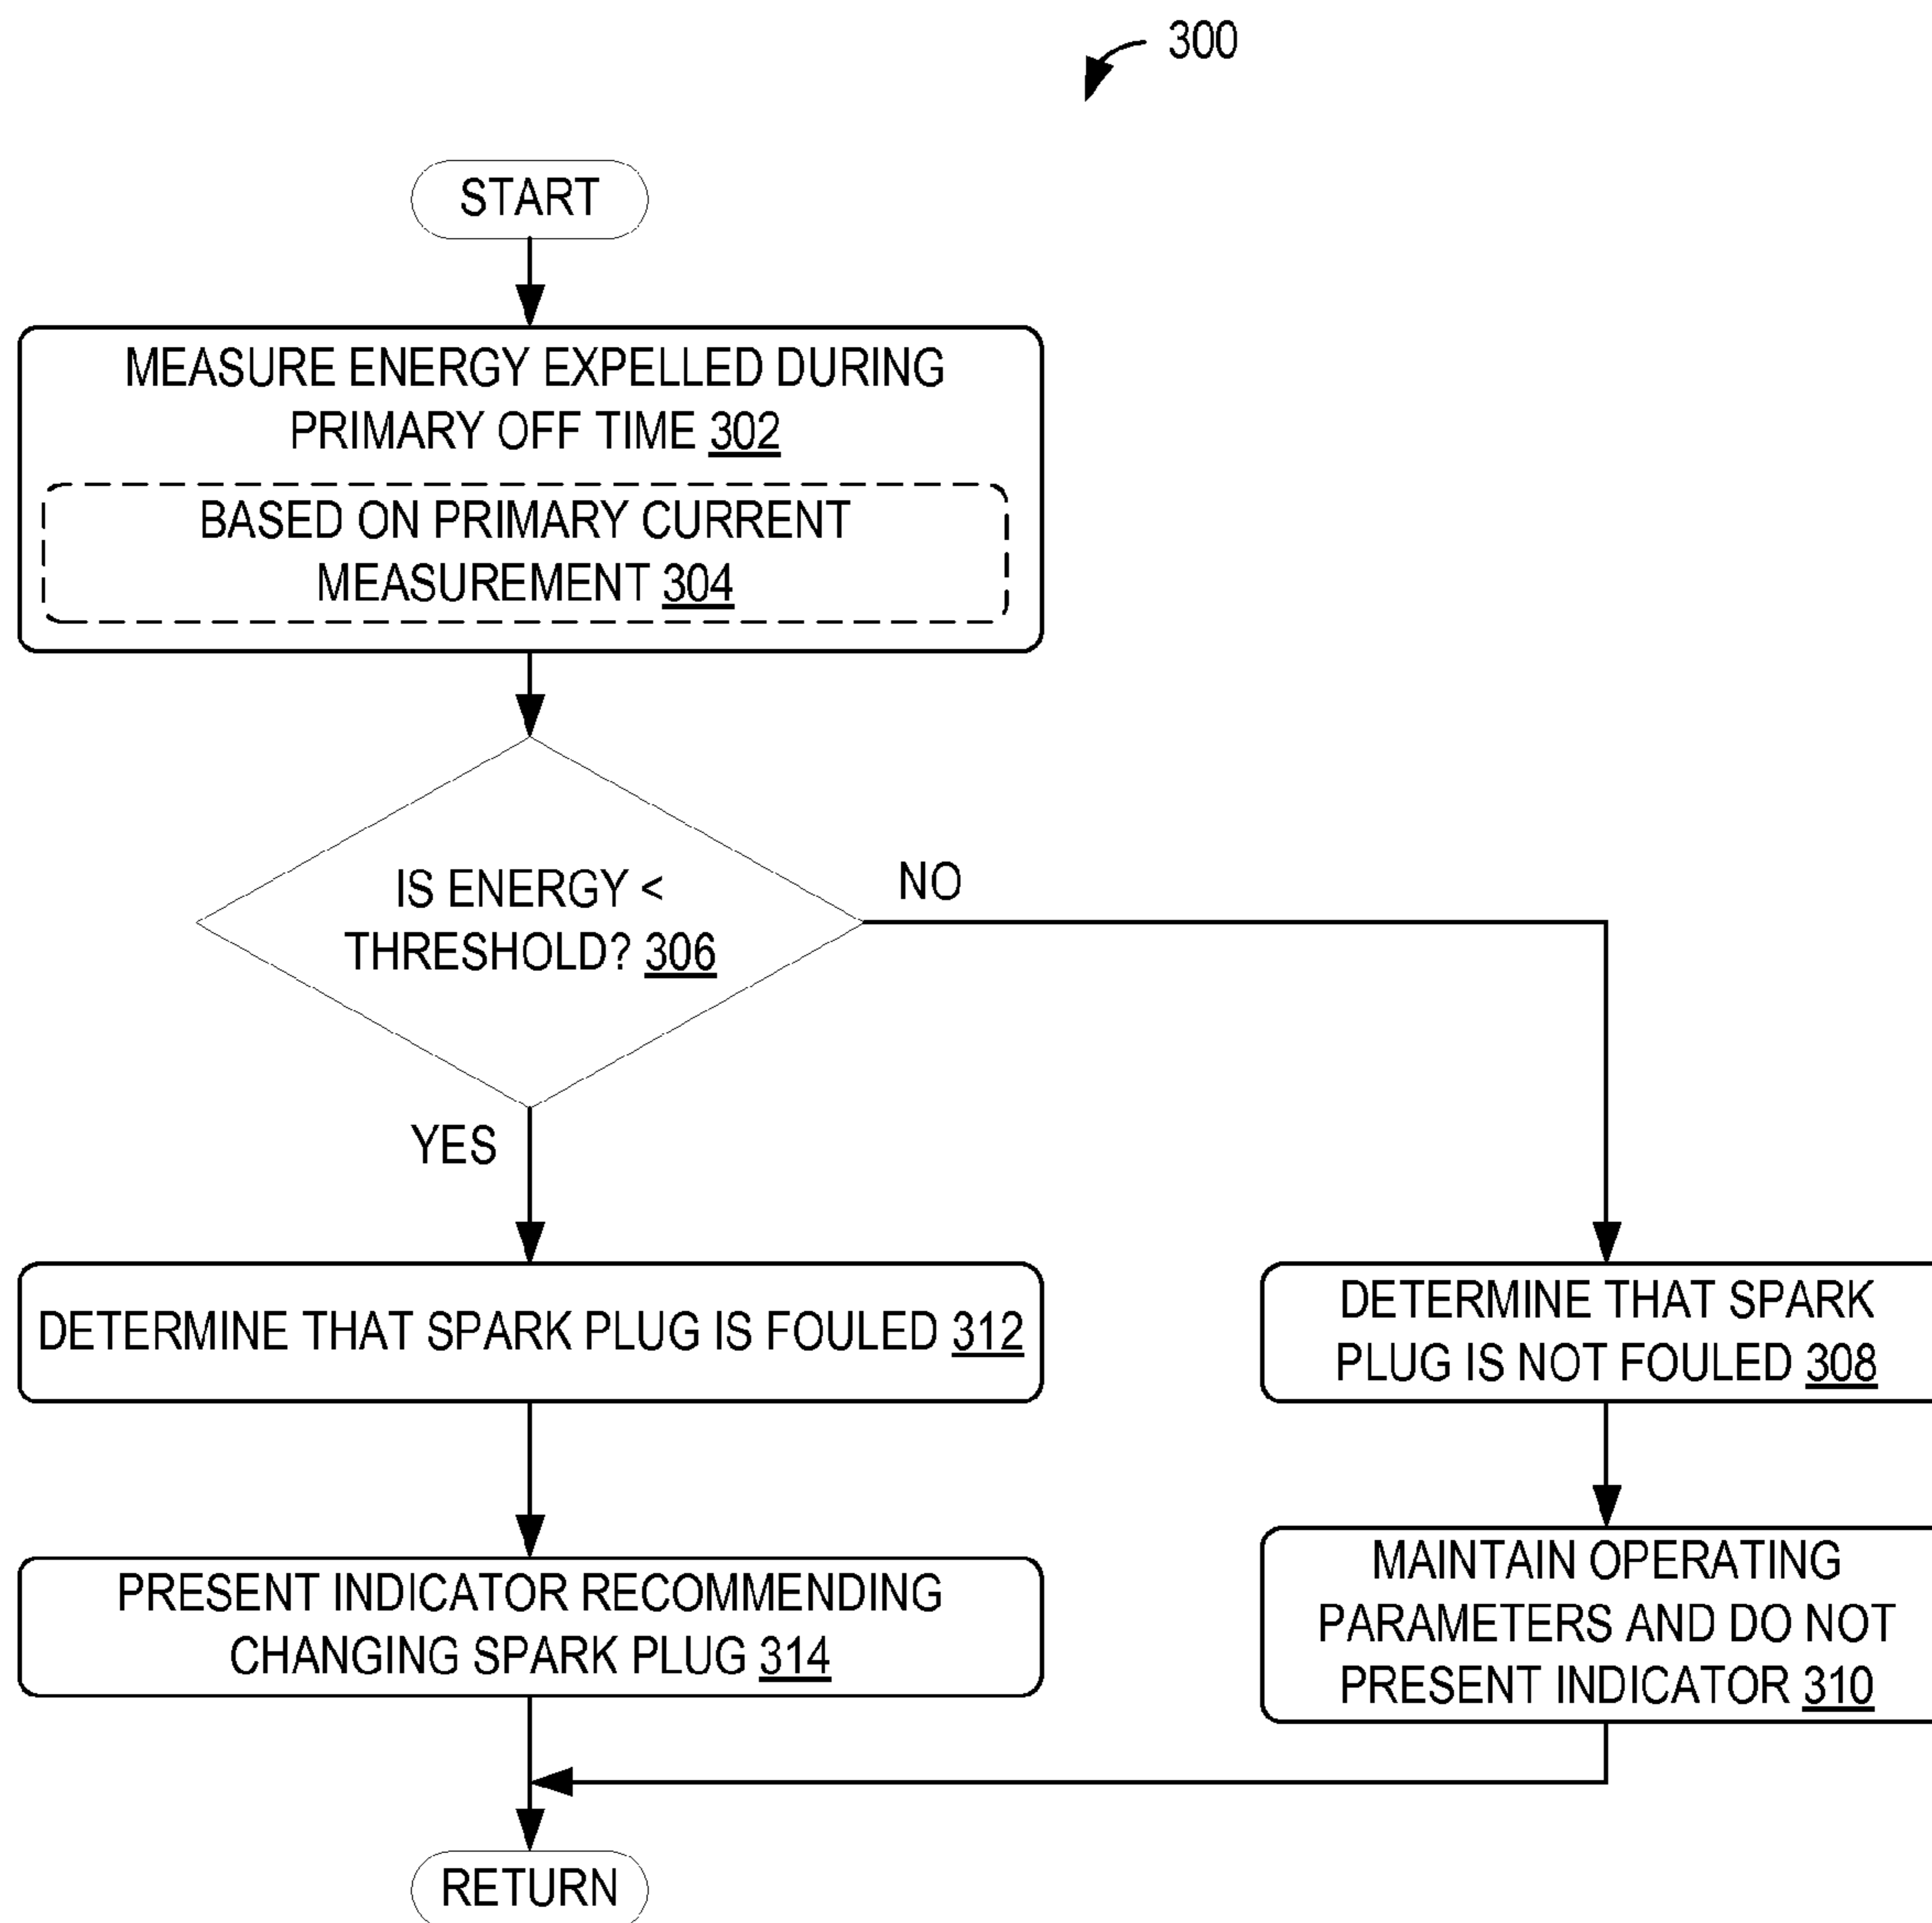 300
START
MEASURE ENERGY EXPELLED DURING
PRIMARY OFF TIME 302
BASED ON PRIMARY CURRENT
MEASUREMENT 304
IS ENERGY <
THRESHOLD? 306
NO
YES
DETERMINE THAT SPARK PLUG IS FOULED 312
DETERMINE THAT SPARK
PLUG IS NOT FOULED 308
PRESENT INDICATOR RECOMMENDING
CHANGING SPARK PLUG 314
MAINTAIN OPERATING
PARAMETERS AND DO NOT
PRESENT INDICATOR 310
RETURN